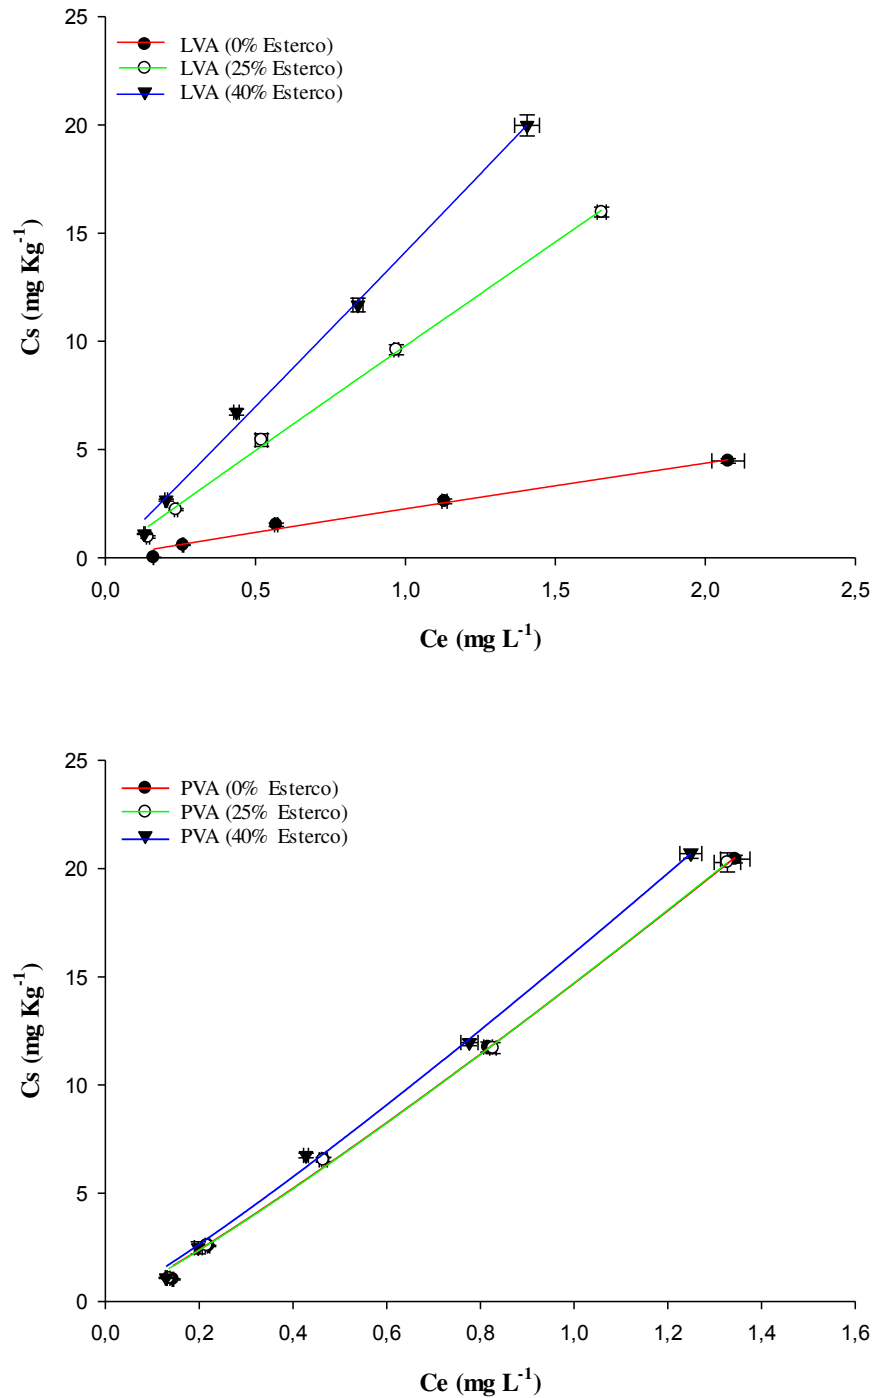 25
LVA (0% Esterco)
LVA (25% Esterco)
LVA (40% Esterco)
20
15
Cs (mg Kg-1)
10
5
0
0,0 0,5 1,0 1,5 2,0 2,5
Ce (mg L-1)
25
PVA (0% Esterco)
PVA (25% Esterco)
PVA (40% Esterco)
20
15
Cs (mg Kg-1)
10
5
0
0,0 0,2 0,4 0,6 0,8 1,0 1,2 1,4 1,6
Ce (mg L-1)